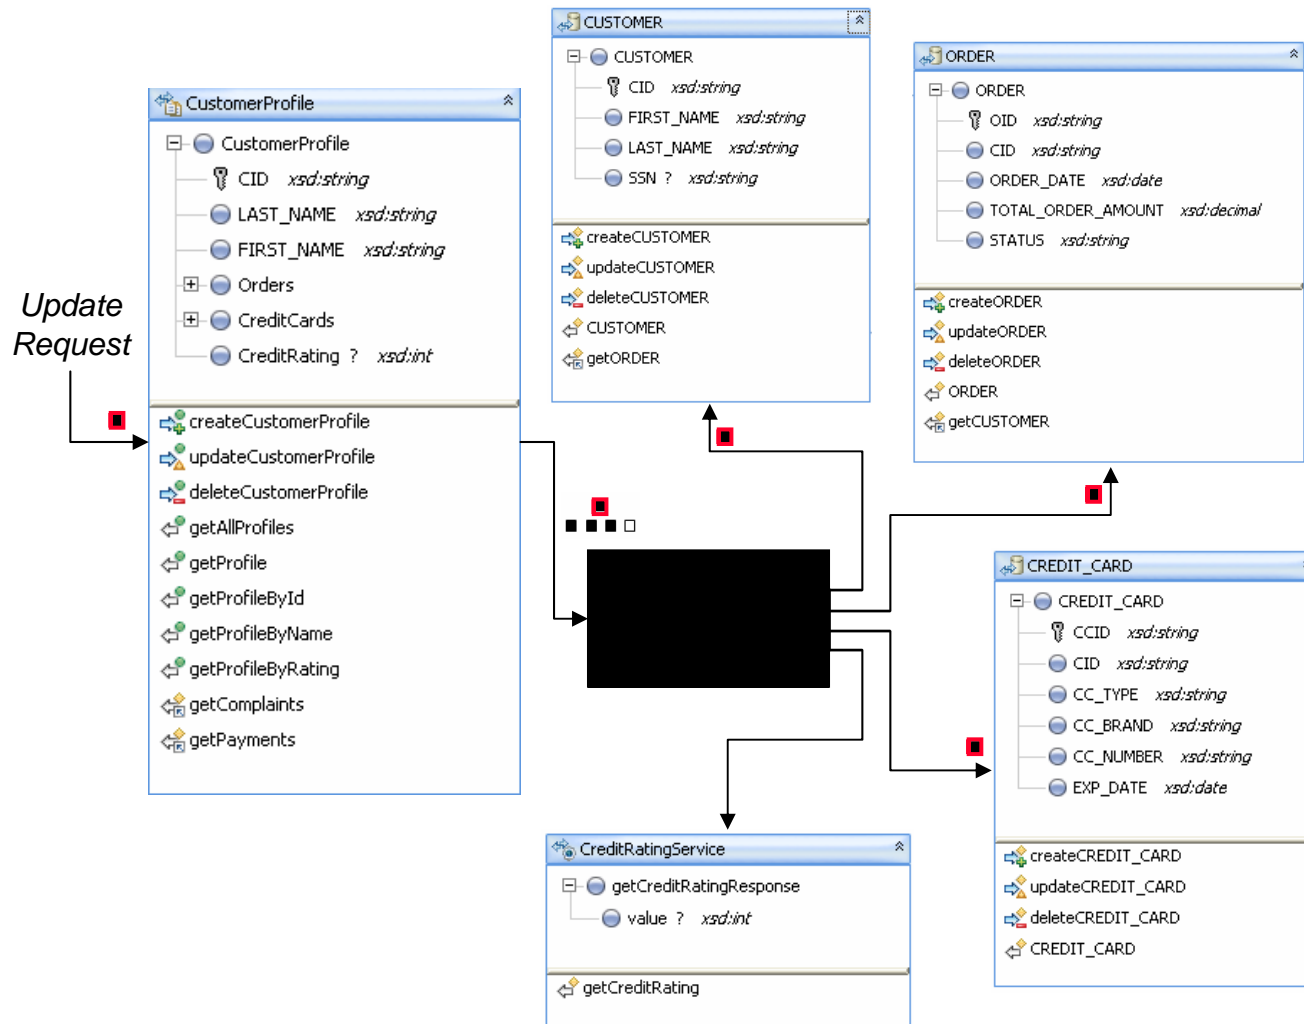 Update
Request
CustomerProfile
CustomerProfile
CID xsd:string
LAST_NAME xsd:string
FIRST_NAME xsd:string
Orders
CreditCards
CreditRating ? xsd:int
createCustomerProfile
updateCustomerProfile
deleteCustomerProfile
getAllProfiles
getProfile
getProfileById
getProfileByName
getProfileByRating
getComplaints
getPayments
CUSTOMER
CUSTOMER
CID xsd:string
FIRST_NAME xsd:string
LAST_NAME xsd:string
SSN ? xsd:string
createCUSTOMER
updateCUSTOMER
deleteCUSTOMER
CUSTOMER
getORDER
ORDER
ORDER
OID xsd:string
CID xsd:string
ORDER_DATE xsd:date
TOTAL_ORDER_AMOUNT xsd:decimal
STATUS xsd:string
createORDER
updateORDER
deleteORDER
ORDER
getCUSTOMER
CREDIT_CARD
CREDIT_CARD
CCID xsd:string
CID xsd:string
CC_TYPE xsd:string
CC_BRAND xsd:string
CC_NUMBER xsd:string
EXP_DATE xsd:date
createCREDIT_CARD
updateCREDIT_CARD
deleteCREDIT_CARD
CREDIT_CARD
CreditRatingService
getCreditRatingResponse
value ? xsd:int
getCreditRating